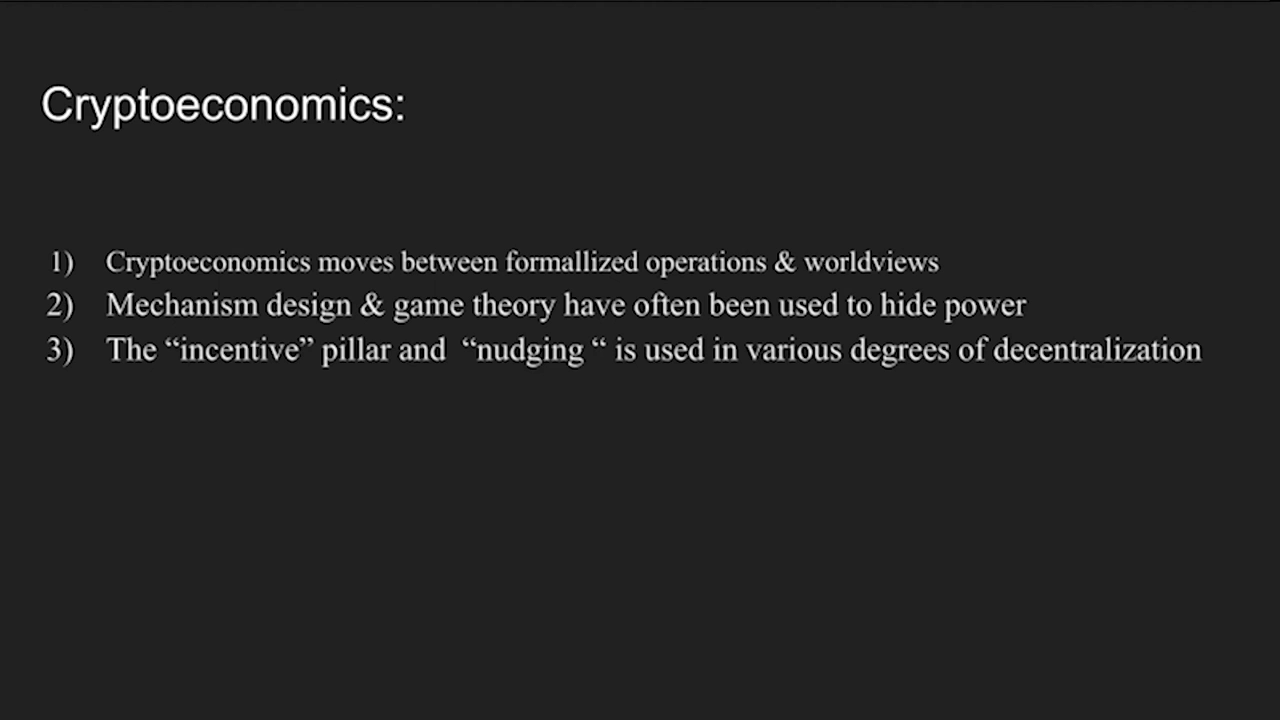 Cryptoeconomics:
1) Cryptoeconomics moves between formallized operations & worldviews
2) Mechanism design & game theory have often been used to hide power
3) The “incentive” pillar and “nudging “ is used in various degrees of decentralization